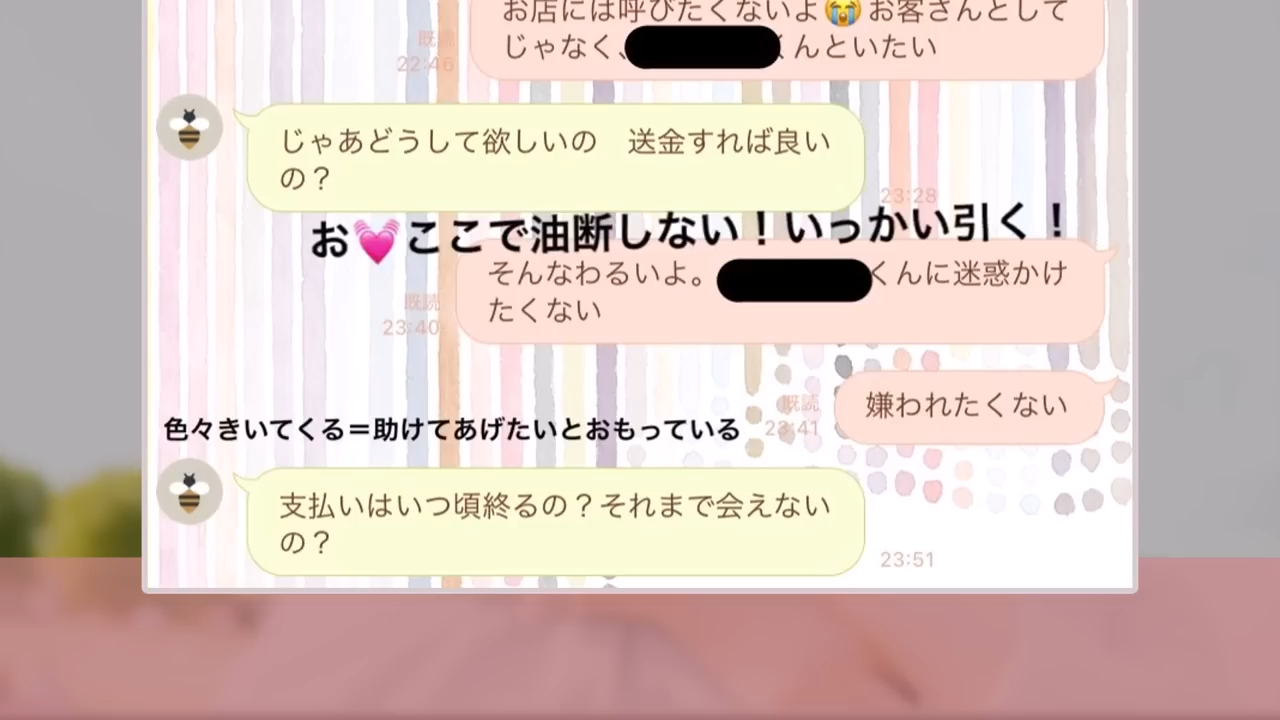 お店には呼びたくないよ😭お客さんとして
じゃなく、くんといたい
既読
22:46
じゃあどうして欲しいの　送金すれば良い
の？
23:28
お💓ここで油断しない！いっかい引く！
そんなわるいよ。くんに迷惑かけ
たくない
既読
23:40
嫌われたくない
既読
23:41
色々きいてくる＝助けてあげたいとおもっている
支払いはいつ頃終るの？それまで会えない
の？
23:51